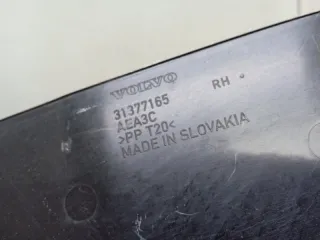 VOLVO
31377165 RH
AEA3C
>PP T20<
MADE IN SLOVAKIA